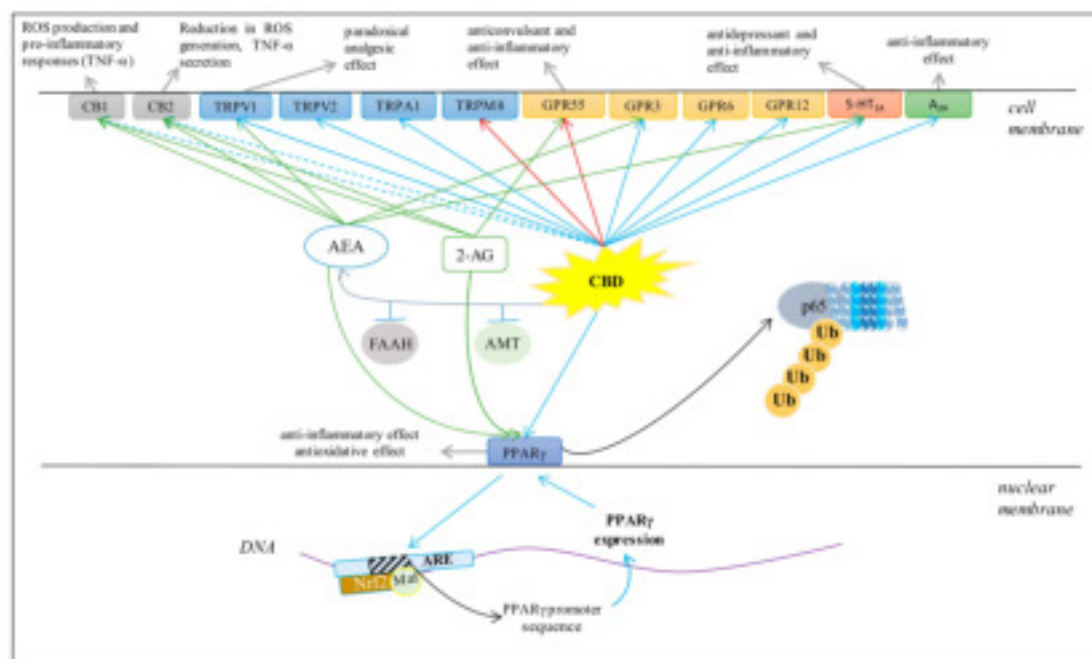 ROS production and
pro-inflammatory
responses (TNF-α)
Reduction in ROS
generation, TNF-α
secretion
paradoxical
analgesic
effect
anticonvulsant and
anti-inflammatory
effect
antidepressant and
anti-inflammatory
effect
anti-inflammatory
effect
CB1
CB2
TRPV1
TRPV2
TRPA1
TRPM8
GPR55
GPR3
GPR6
GPR12
5-HT1A
A2A
cell
membrane
AEA
2-AG
CBD
FAAH
AMT
p65
Ub
Ub
Ub
Ub
anti-inflammatory effect
antioxidative effect
PPARγ
nuclear
membrane
PPARγ
expression
DNA
ARE
Nrf2
Maf
PPARγ promoter
sequence